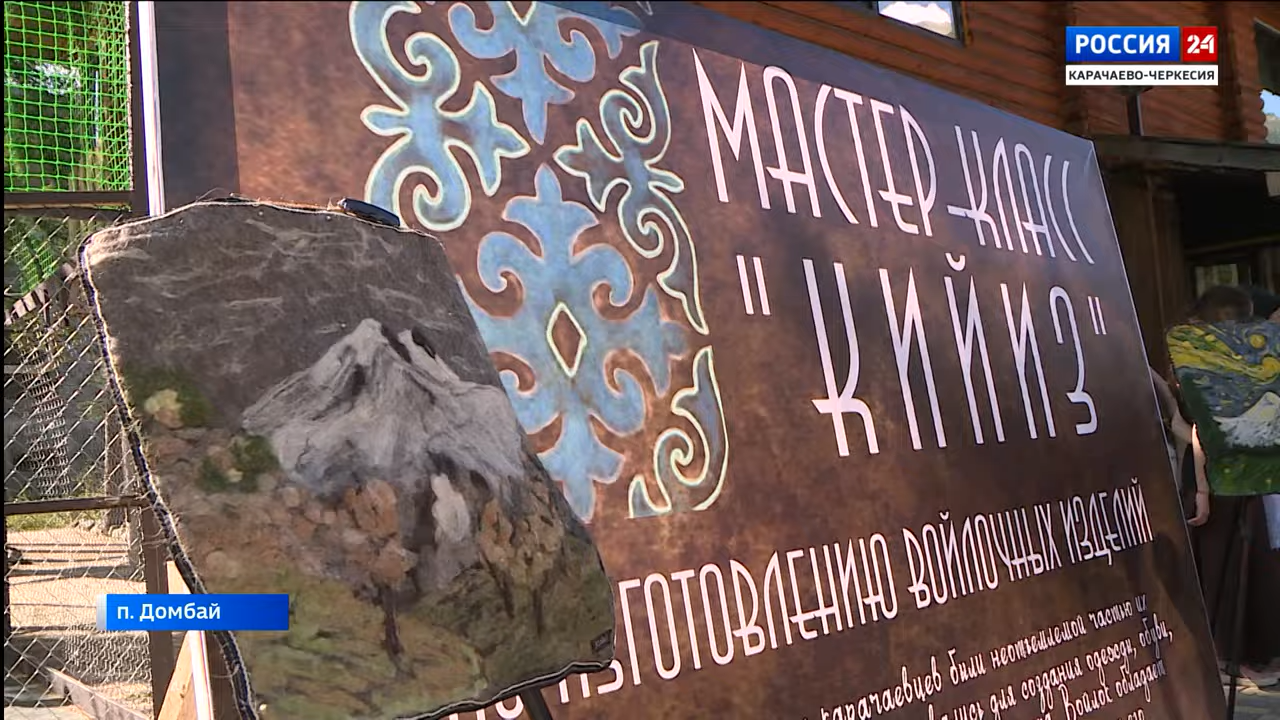 РОССИЯ 24
КАРАЧАЕВО-ЧЕРКЕСИЯ
МАСТЕР-КЛАСС
"КИЙИЗ"
ПО ИЗГОТОВЛЕНИЮ ВОЙЛОЧНЫХ ИЗДЕЛИЙ
карачаевцев были неотъемлемой частью их
для создания одежды, обуви,
Войлок обладает
п. Домбай